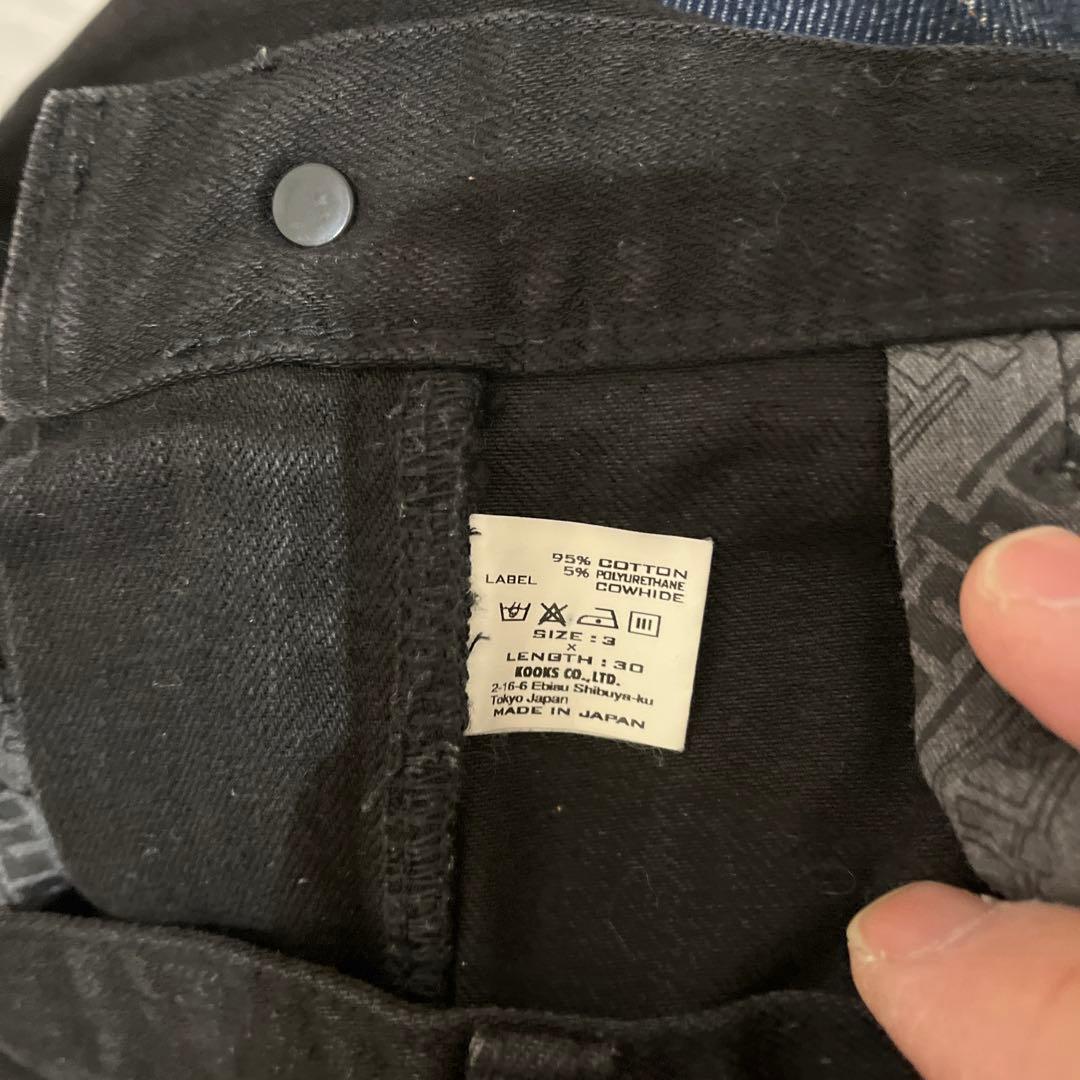 95% COTTON
5% POLYURETHANE
LABEL COWHIDE
SIZE : 3
x
LENGTH : 30
KOOKS CO.,LTD.
2-16-6 Ebisu Shibuya-ku
Tokyo Japan
MADE IN JAPAN